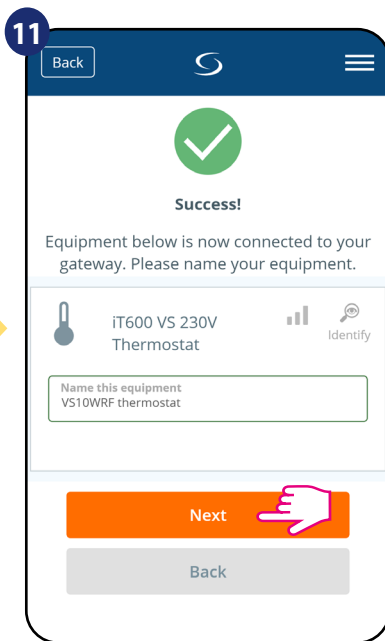 11
Back
Success!
Equipment below is now connected to your
gateway. Please name your equipment.
iT600 VS 230V
Thermostat
Identify
Name this equipment
VS10WRF thermostat
Next
Back